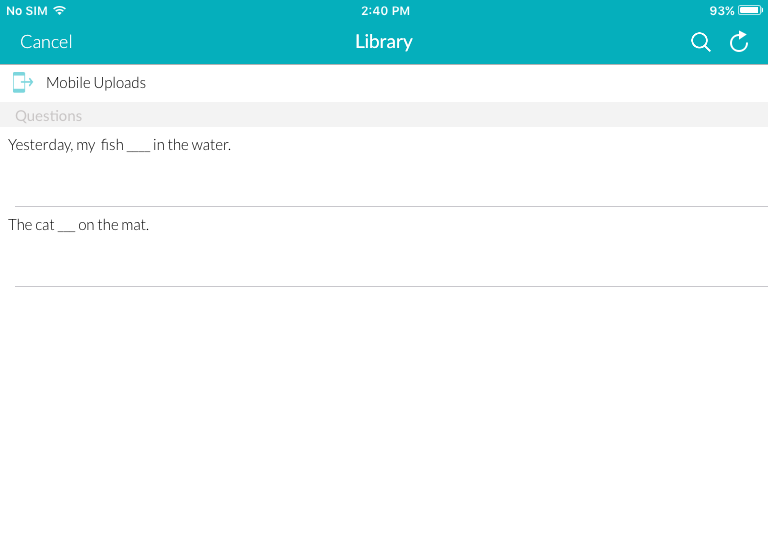 No SIM 2:40 PM 93%
Cancel Library
Mobile Uploads
Questions
Yesterday, my  fish ____ in the water.
The cat ___ on the mat.